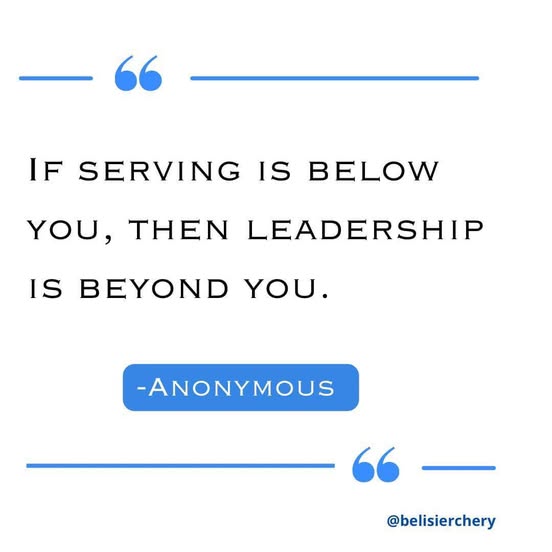 ❝
If serving is below
you, then leadership
is beyond you.
-Anonymous
❝
@belisierchery